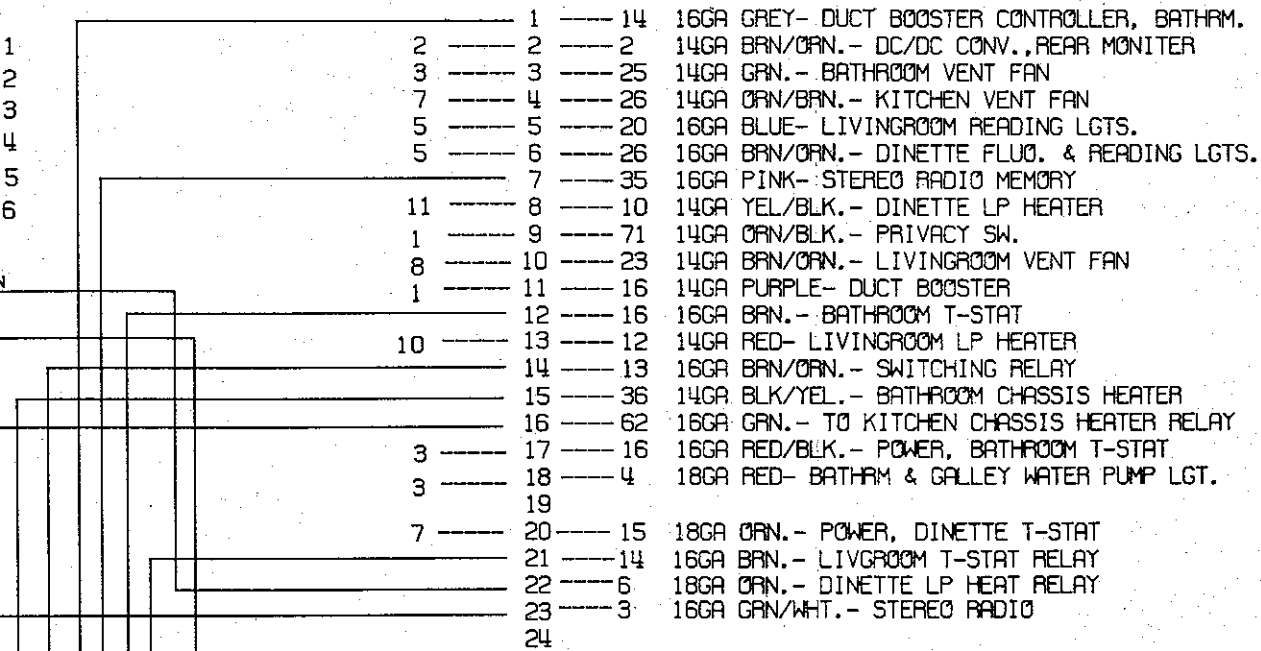 1 ---- 14 16GA GREY- DUCT BOOSTER CONTROLLER, BATHRM.
1
2 ----- 2 ---- 2 14GA BRN/ORN.- DC/DC CONV.,REAR MONITER
2
3 ----- 3 ---- 25 14GA GRN.- BATHROOM VENT FAN
3
7 ----- 4 ---- 26 14GA ORN/BRN.- KITCHEN VENT FAN
4
5 ----- 5 ---- 20 16GA BLUE- LIVINGROOM READING LGTS.
5 ----- 6 ---- 26 16GA BRN/ORN.- DINETTE FLUO. & READING LGTS.
5
7 ---- 35 16GA PINK- STEREO RADIO MEMORY
6
11 ----- 8 ---- 10 14GA YEL/BLK.- DINETTE LP HEATER
1 ----- 9 ---- 71 14GA ORN/BLK.- PRIVACY SW.
8 ----- 10 ---- 23 14GA BRN/ORN.- LIVINGROOM VENT FAN
1 ----- 11 ---- 16 14GA PURPLE- DUCT BOOSTER
12 ---- 16 16GA BRN.- BATHROOM T-STAT
10 ----- 13 ---- 12 14GA RED- LIVINGROOM LP HEATER
14 ---- 13 16GA BRN/ORN.- SWITCHING RELAY
15 ---- 36 14GA BLK/YEL.- BATHROOM CHASSIS HEATER
16 ---- 62 16GA GRN.- TO KITCHEN CHASSIS HEATER RELAY
3 ----- 17 ---- 16 16GA RED/BLK.- POWER, BATHROOM T-STAT
3 ----- 18 ---- 4 18GA RED- BATHRM & GALLEY WATER PUMP LGT.
19
7 ----- 20 ---- 15 18GA ORN.- POWER, DINETTE T-STAT
21 ---- 14 16GA BRN.- LIVGROOM T-STAT RELAY
22 ---- 6 18GA ORN.- DINETTE LP HEAT RELAY
23 ---- 3 16GA GRN/WHT.- STEREO RADIO
24